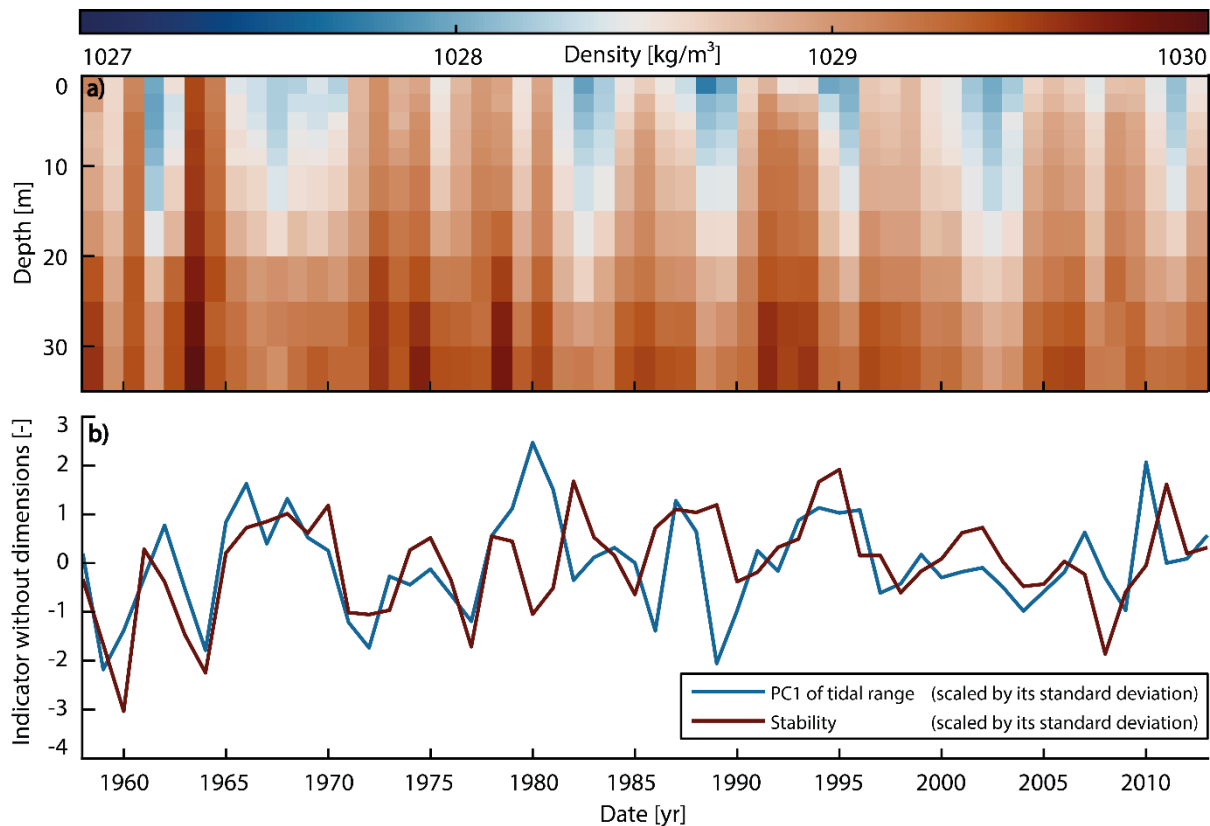 1027 1028 Density [kg/m³] 1029 1030
a)
Depth [m]
0
10
20
30
b)
Indicator without dimensions [-]
3
2
1
0
-1
-2
-3
-4
PC1 of tidal range (scaled by its standard deviation)
Stability (scaled by its standard deviation)
1960 1965 1970 1975 1980 1985 1990 1995 2000 2005 2010
Date [yr]